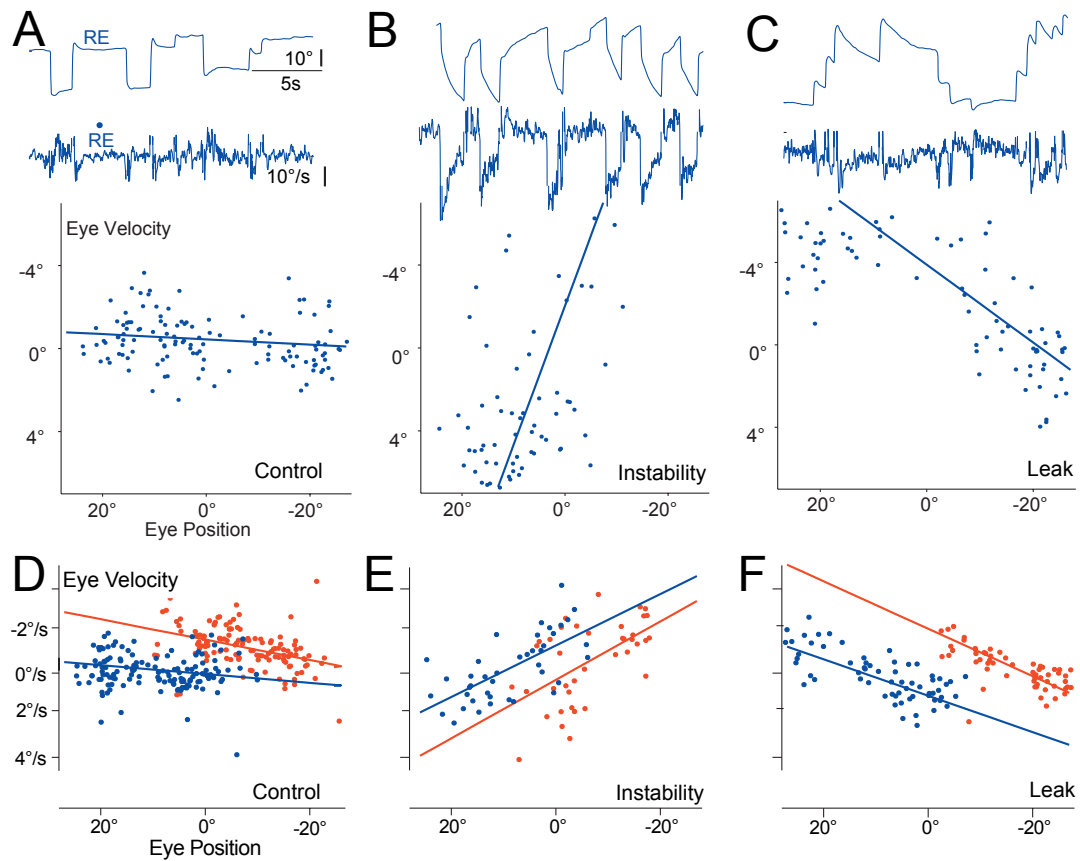 A
RE
10°
5s
RE
10°/s
Eye Velocity
-4°
0°
4°
Control
20° 0° -20°
Eye Position
B
0°
4°
Instability
20° 0° -20°
C
-4°
0°
4°
Leak
20° 0° -20°
D
Eye Velocity
-2°/s
0°/s
2°/s
4°/s
Control
20° 0° -20°
Eye Position
E
Instability
20° 0° -20°
F
Leak
20° 0° -20°